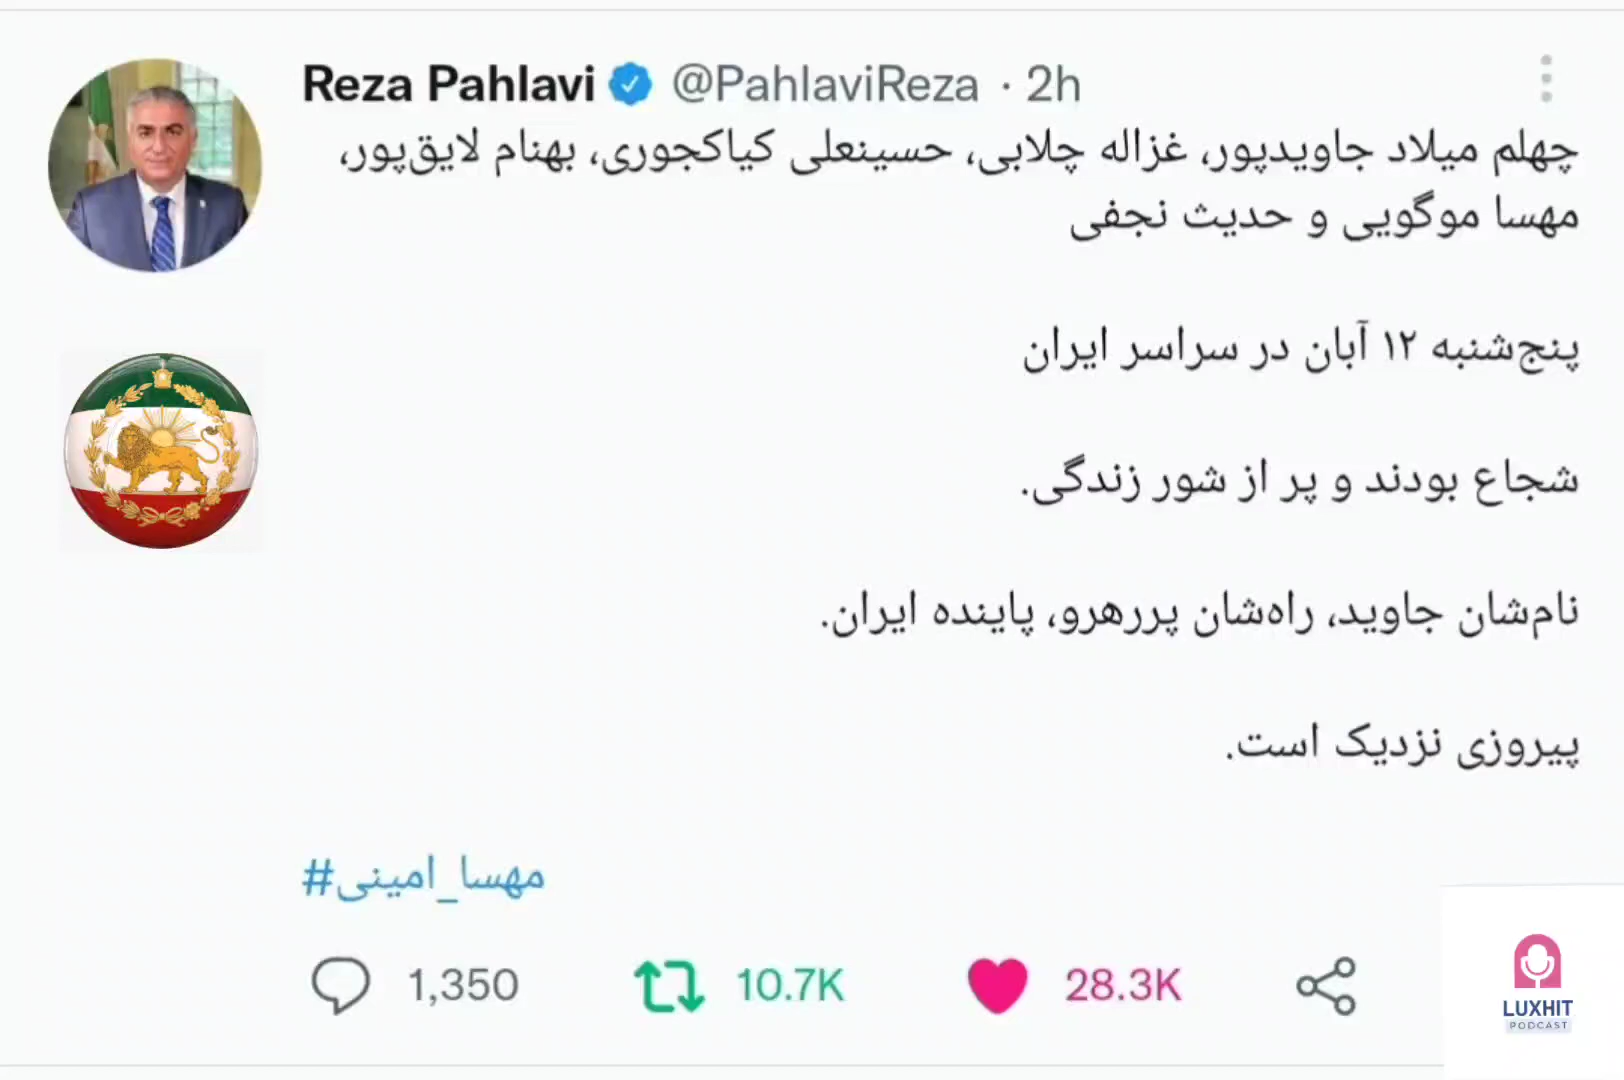 Reza Pahlavi @PahlaviReza · 2h
چهلم میلاد جاویدپور، غزاله چلابی، حسینعلی کیاکجوری، بهنام لایق‌پور،
مهسا موگویی و حدیث نجفی
پنج‌شنبه ۱۲ آبان در سراسر ایران
شجاع بودند و پر از شور زندگی.
نام‌شان جاوید، راه‌شان پررهرو، پاینده ایران.
پیروزی نزدیک است.
#مهسا_امینی
1,350 10.7K 28.3K
LUXHIT
PODCAST